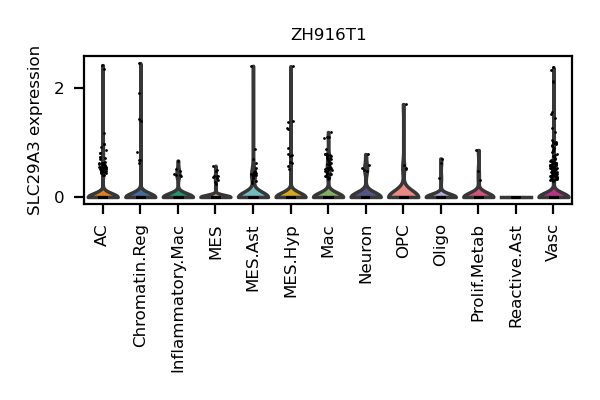 ZH916T1
SLC29A3 expression
2
0
AC
Chromatin.Reg
Inflammatory.Mac
MES
MES.Ast
MES.Hyp
Mac
Neuron
OPC
Oligo
Prolif.Metab
Reactive.Ast
Vasc